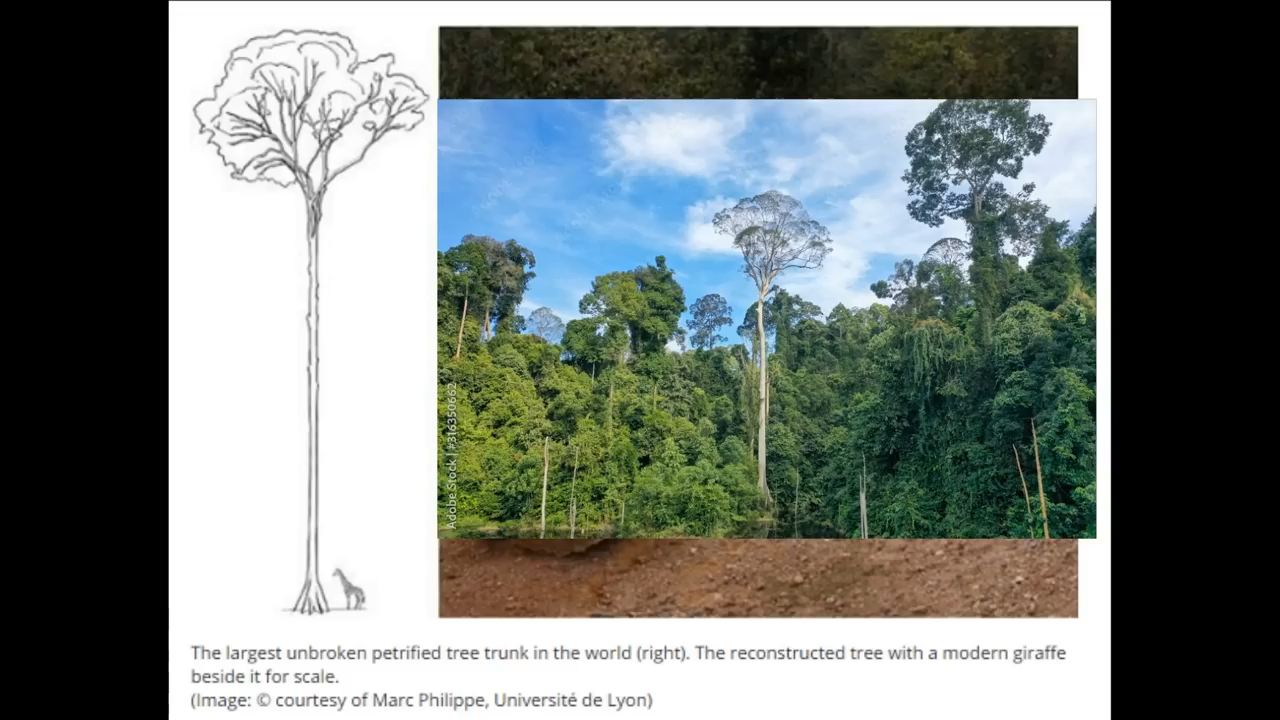 Adobe Stock | #316350662
The largest unbroken petrified tree trunk in the world (right). The reconstructed tree with a modern giraffe
beside it for scale.
(Image: © courtesy of Marc Philippe, Université de Lyon)